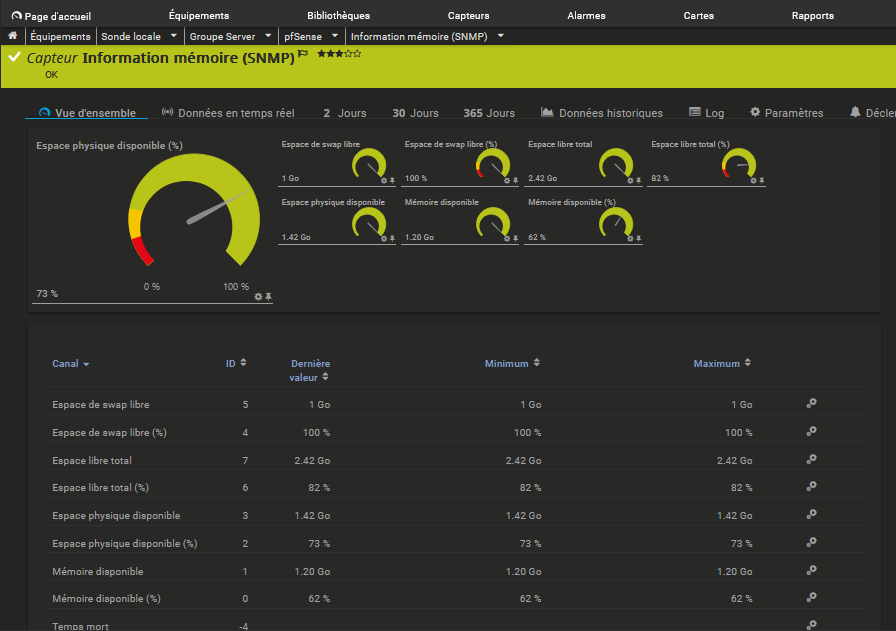 Page d'accueil Équipements Bibliothèques Capteurs Alarmes Cartes Rapports
Équipements Sonde locale Groupe Server pfSense Information mémoire (SNMP)
Capteur Information mémoire (SNMP)
OK
Vue d'ensemble Données en temps réel 2 Jours 30 Jours 365 Jours Données historiques Log Paramètres Décle
Espace physique disponible (%)
73 %
0 %
100 %
Espace de swap libre
1 Go
Espace de swap libre (%)
100 %
Espace libre total
2.42 Go
Espace libre total (%)
82 %
Espace physique disponible
1.42 Go
Mémoire disponible
1.20 Go
Mémoire disponible (%)
62 %
Canal ID Dernière valeur Minimum Maximum
Espace de swap libre 5 1 Go 1 Go 1 Go
Espace de swap libre (%) 4 100 % 100 % 100 %
Espace libre total 7 2.42 Go 2.42 Go 2.42 Go
Espace libre total (%) 6 82 % 82 % 82 %
Espace physique disponible 3 1.42 Go 1.42 Go 1.42 Go
Espace physique disponible (%) 2 73 % 73 % 73 %
Mémoire disponible 1 1.20 Go 1.20 Go 1.20 Go
Mémoire disponible (%) 0 62 % 62 % 62 %
Temps mort -4